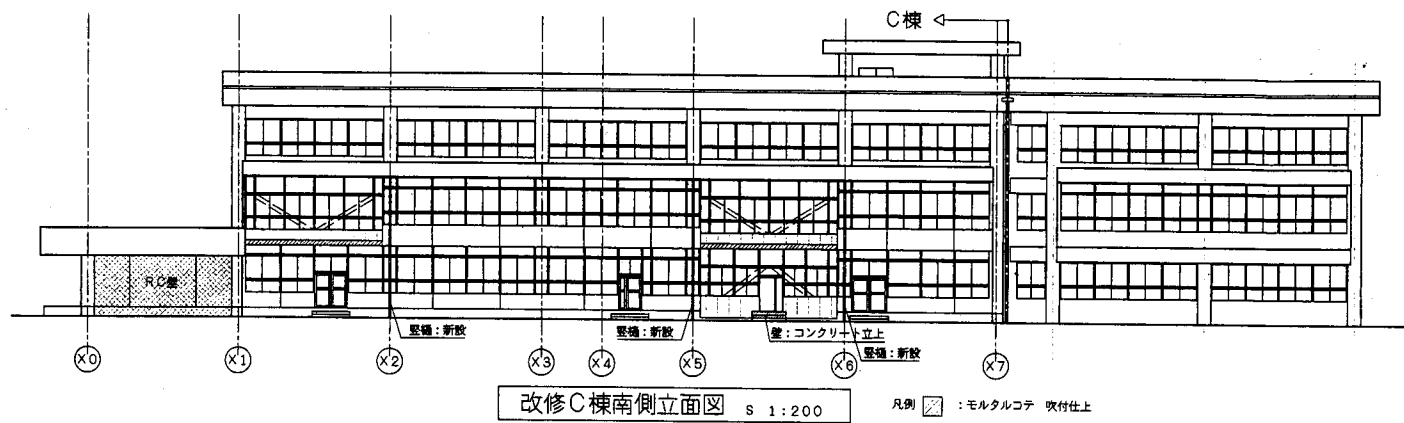 C棟
RC壁
竪樋：新設
竪樋：新設
壁：コンクリート立上
竪樋：新設
X0
X1
X2
X3
X4
X5
X6
X7
改修C棟南側立面図 S 1:200
凡例 ：モルタルコテ 吹付仕上